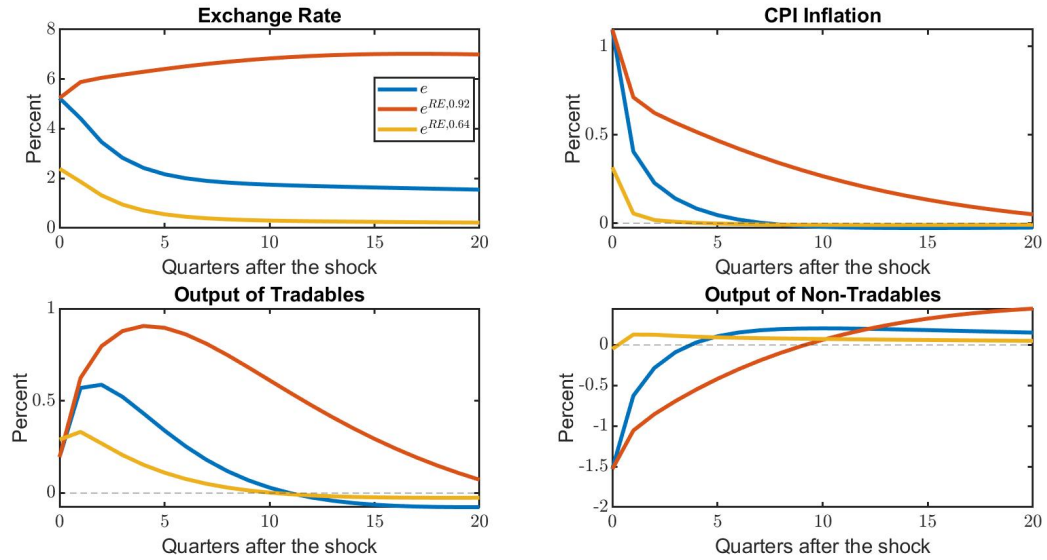 Exchange Rate
8
6
4
2
0
Percent
e
e^{RE,0.92}
e^{RE,0.64}
0 5 10 15 20
Quarters after the shock
CPI Inflation
1
0.5
0
Percent
0 5 10 15 20
Quarters after the shock
Output of Tradables
1
0.5
0
Percent
0 5 10 15 20
Quarters after the shock
Output of Non-Tradables
0
-0.5
-1
-1.5
-2
Percent
0 5 10 15 20
Quarters after the shock